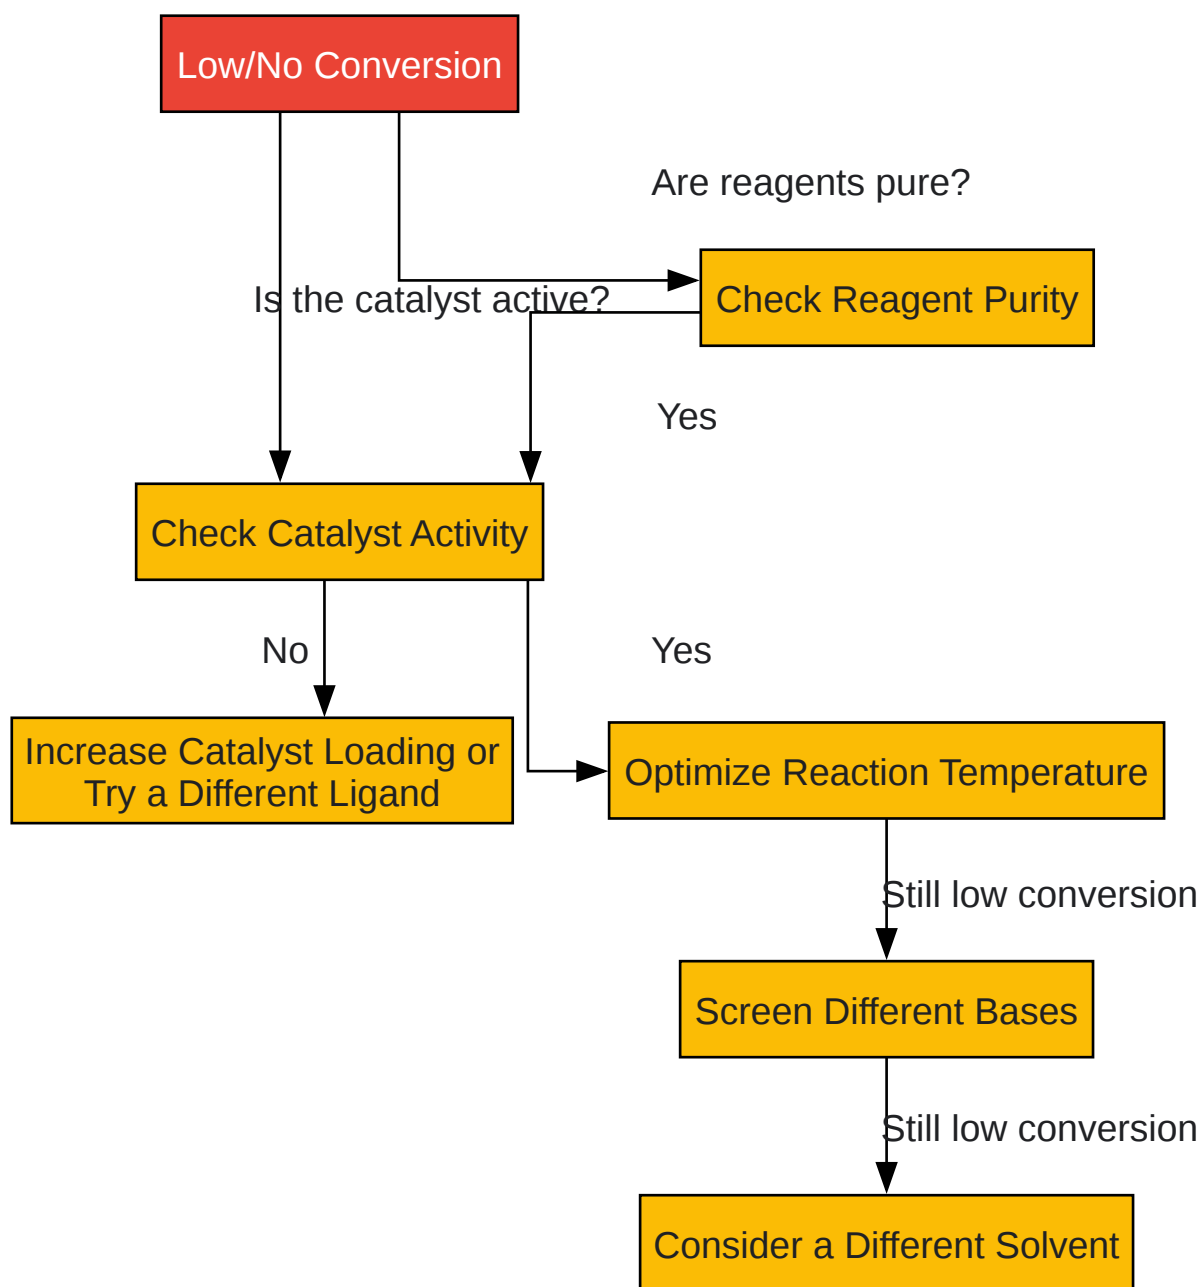 Low/No Conversion
Are reagents pure?
Is the catalyst active?
Check Reagent Purity
Yes
Check Catalyst Activity
No
Yes
Increase Catalyst Loading or
Try a Different Ligand
Optimize Reaction Temperature
Still low conversion
Screen Different Bases
Still low conversion
Consider a Different Solvent